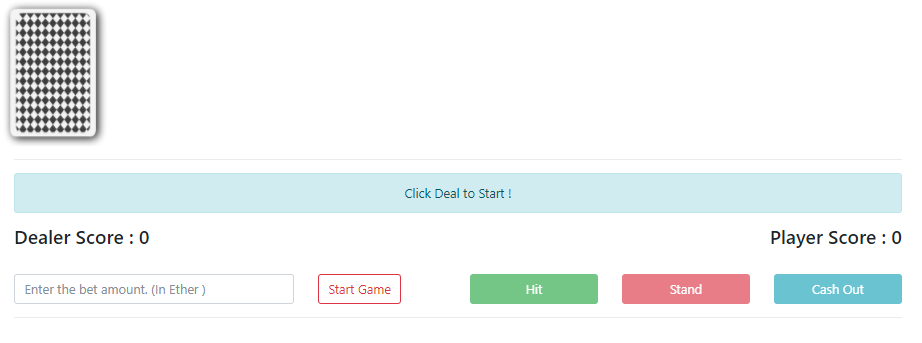 Click Deal to Start !
Dealer Score : 0
Player Score : 0
Enter the bet amount. (In Ether )
Start Game
Hit
Stand
Cash Out